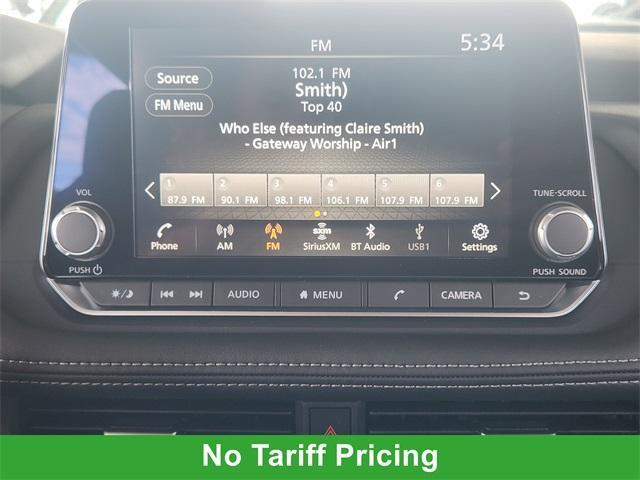 FM
5:34
Source
102.1 FM
Smith)
Top 40
FM Menu
Who Else (featuring Claire Smith)
- Gateway Worship - Air1
1 2 3 4 5 6
87.9 FM 90.1 FM 98.1 FM 106.1 FM 107.9 FM 107.9 FM
VOL
TUNE-SCROLL
Phone AM FM sxm SiriusXM BT Audio USB1 Settings
PUSH
PUSH SOUND
AUDIO MENU CAMERA
No Tariff Pricing